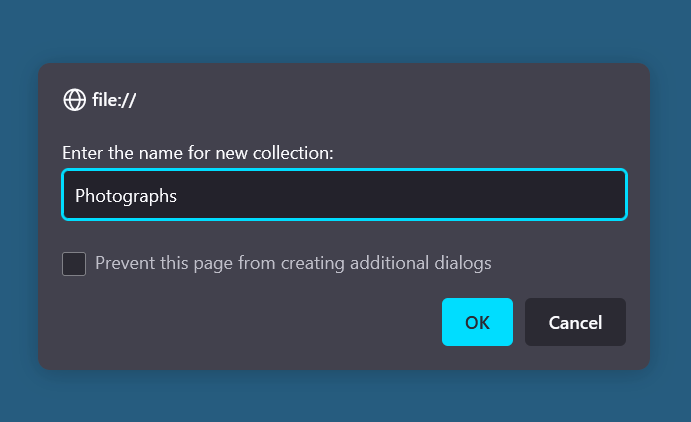 file://
Enter the name for new collection:
Photographs
Prevent this page from creating additional dialogs
OK Cancel